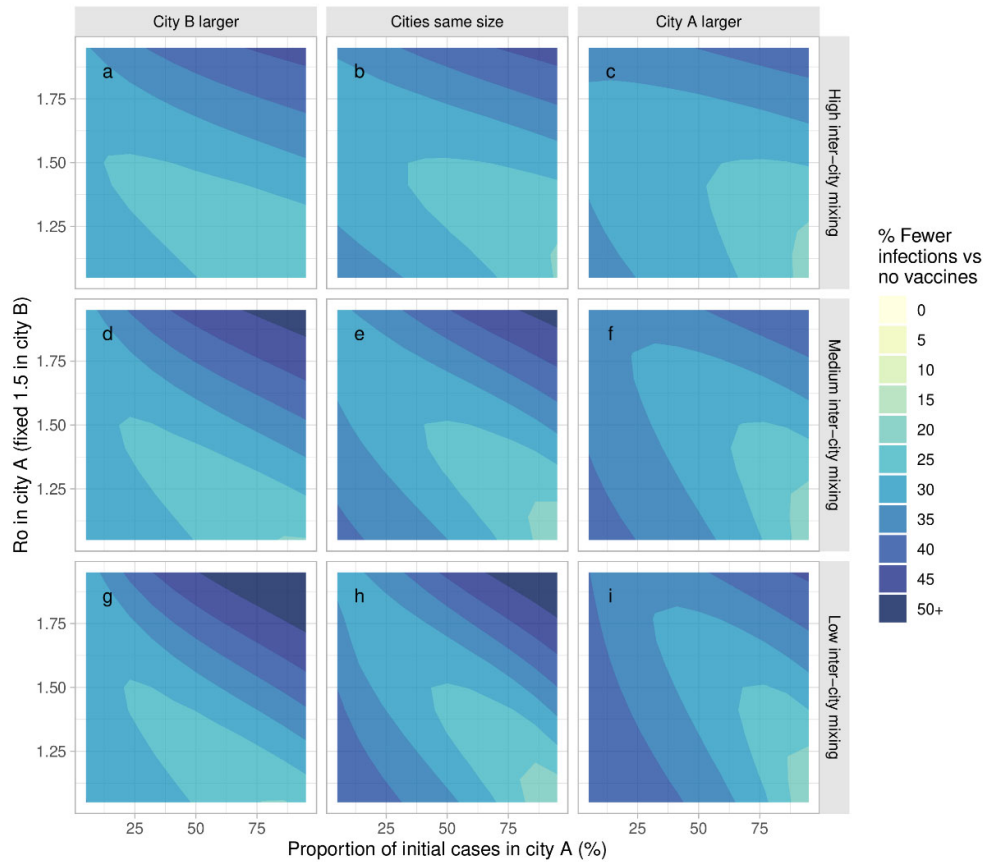 City B larger
Cities same size
City A larger
a
b
c
1.75
1.50
1.25
High inter-city mixing
d
e
f
1.75
1.50
1.25
Medium inter-city mixing
g
h
i
1.75
1.50
1.25
Low inter-city mixing
25
50
75
25
50
75
25
50
75
Proportion of initial cases in city A (%)
Ro in city A (fixed 1.5 in city B)
% Fewer
infections vs
no vaccines
0
5
10
15
20
25
30
35
40
45
50+